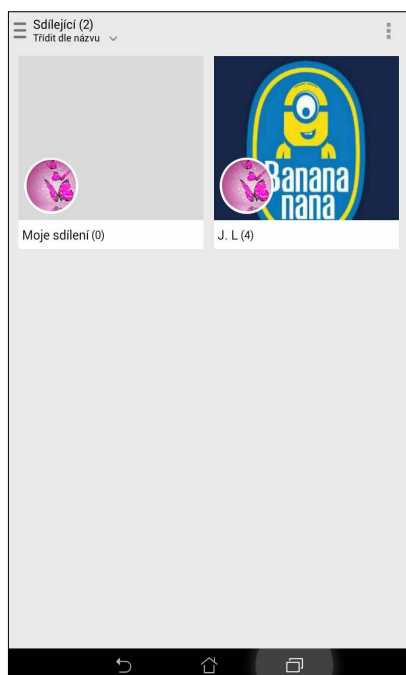 Sdílející (2)
Třídit dle názvu
Banana
nana
Moje sdílení (0)
J. L (4)